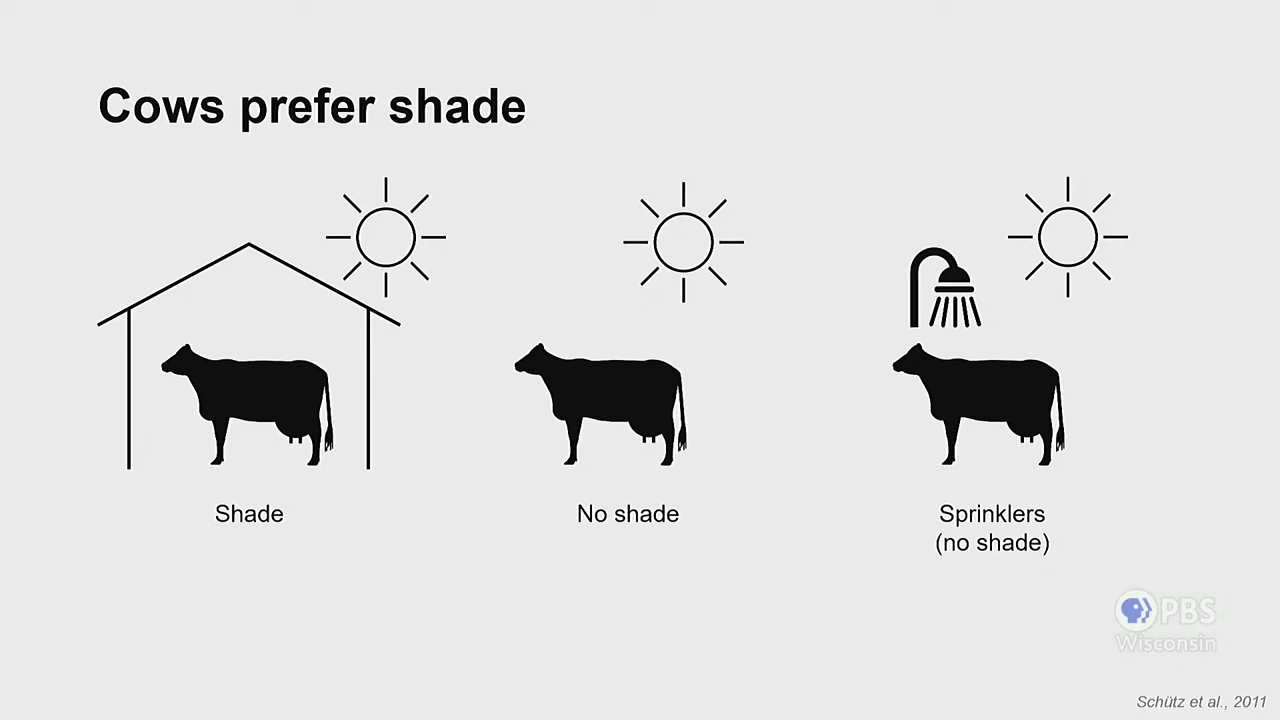 Cows prefer shade
Shade
No shade
Sprinklers
(no shade)
PBS
Wisconsin
Schütz et al., 2011